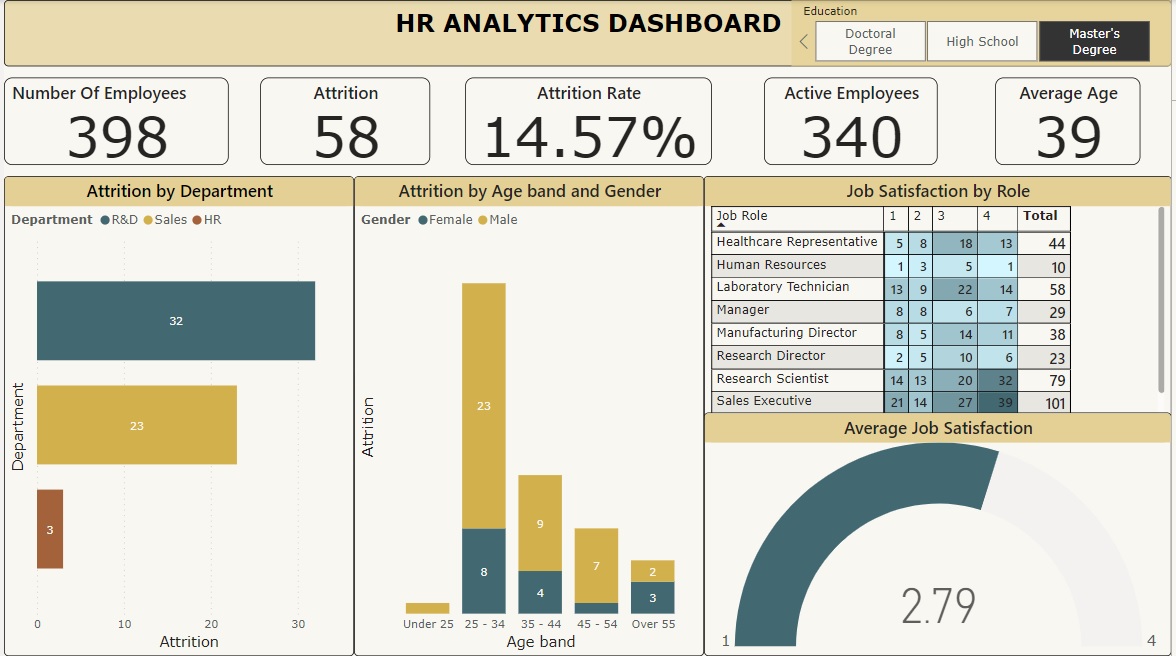 HR ANALYTICS DASHBOARD
Education
Doctoral Degree
High School
Master's Degree
Number Of Employees
398
Attrition
58
Attrition Rate
14.57%
Active Employees
340
Average Age
39
Attrition by Department
Department R&D Sales HR
Department
32
23
3
0 10 20 30
Attrition
Attrition by Age band and Gender
Gender Female Male
Attrition
23
8
9
4
7
2
3
Under 25 25 - 34 35 - 44 45 - 54 Over 55
Age band
Job Satisfaction by Role
Job Role 1 2 3 4 Total
Healthcare Representative 5 8 18 13 44
Human Resources 1 3 5 1 10
Laboratory Technician 13 9 22 14 58
Manager 8 8 6 7 29
Manufacturing Director 8 5 14 11 38
Research Director 2 5 10 6 23
Research Scientist 14 13 20 32 79
Sales Executive 21 14 27 39 101
Average Job Satisfaction
2.79
1 4